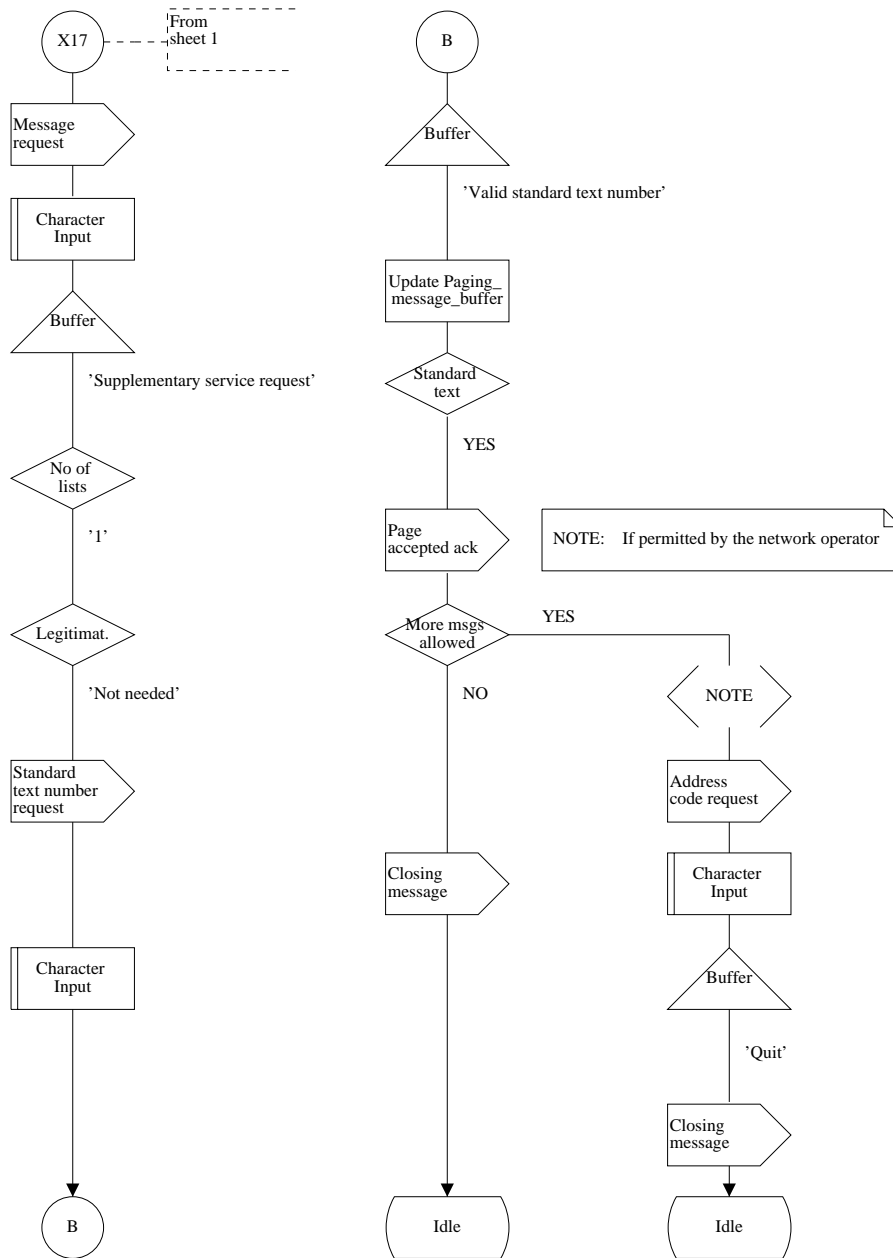 X17
From
sheet 1
Message
request
Character
Input
Buffer
'Supplementary service request'
No of
lists
'1'
Legitimat.
'Not needed'
Standard
text number
request
Character
Input
B
B
Buffer
'Valid standard text number'
Update Paging_
message_buffer
Standard
text
YES
Page
accepted ack
NOTE: If permitted by the network operator
More msgs
allowed
YES
NO
Closing
message
Idle
NOTE
Address
code request
Character
Input
Buffer
'Quit'
Closing
message
Idle